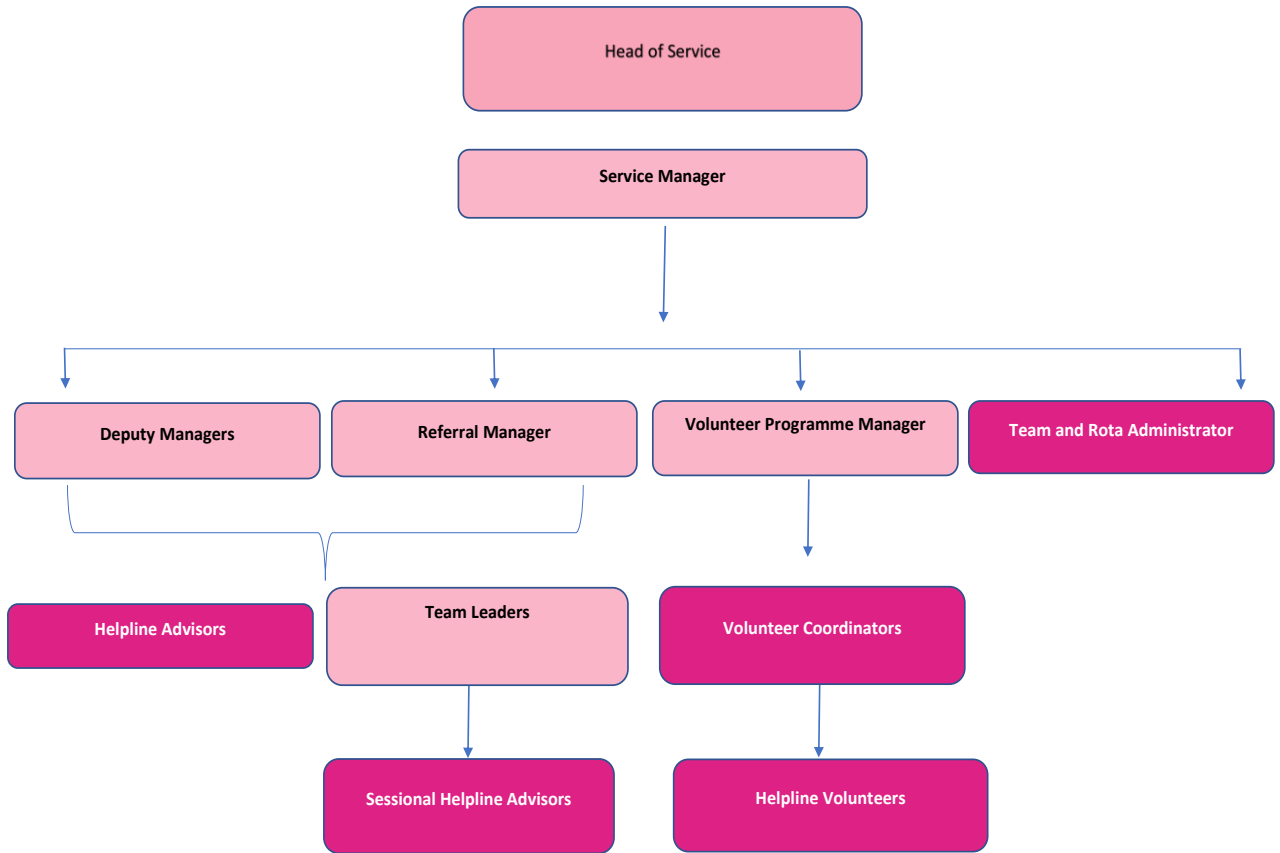 Head of Service
Service Manager
Deputy Managers
Referral Manager
Volunteer Programme Manager
Team and Rota Administrator
Helpline Advisors
Team Leaders
Volunteer Coordinators
Sessional Helpline Advisors
Helpline Volunteers